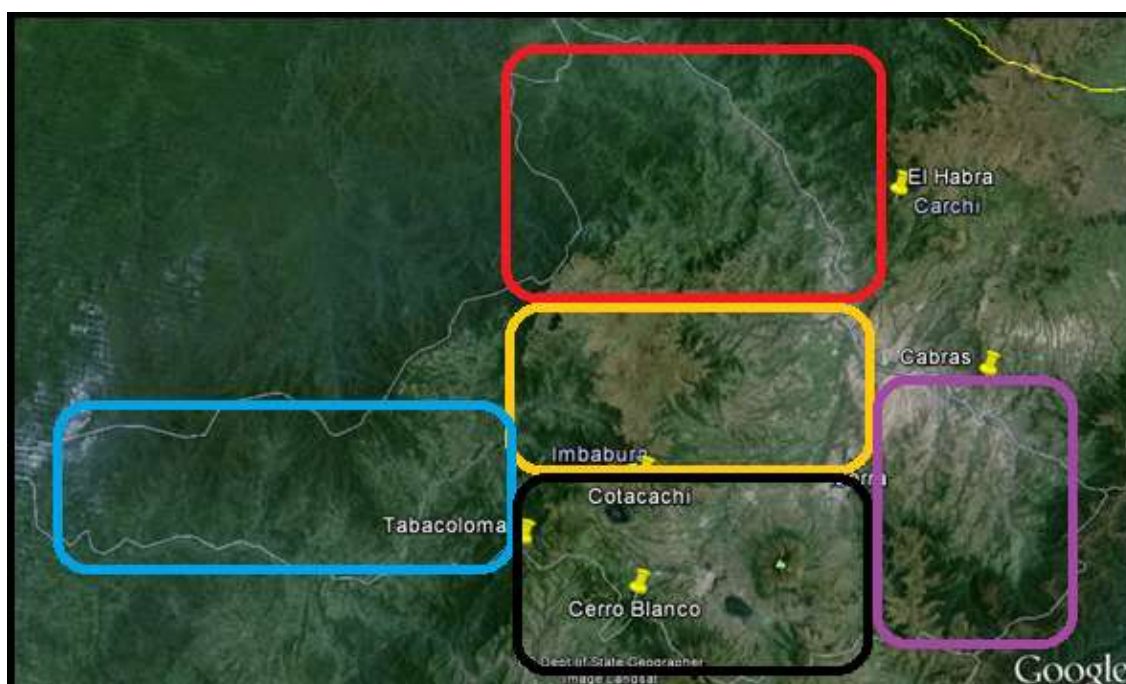 El Habra
Carchi
Cabras
Imbabura
Cotacachi
Tabacoloma
Cerro Blanco
Dept of State Geographer
Image Landsat
Google